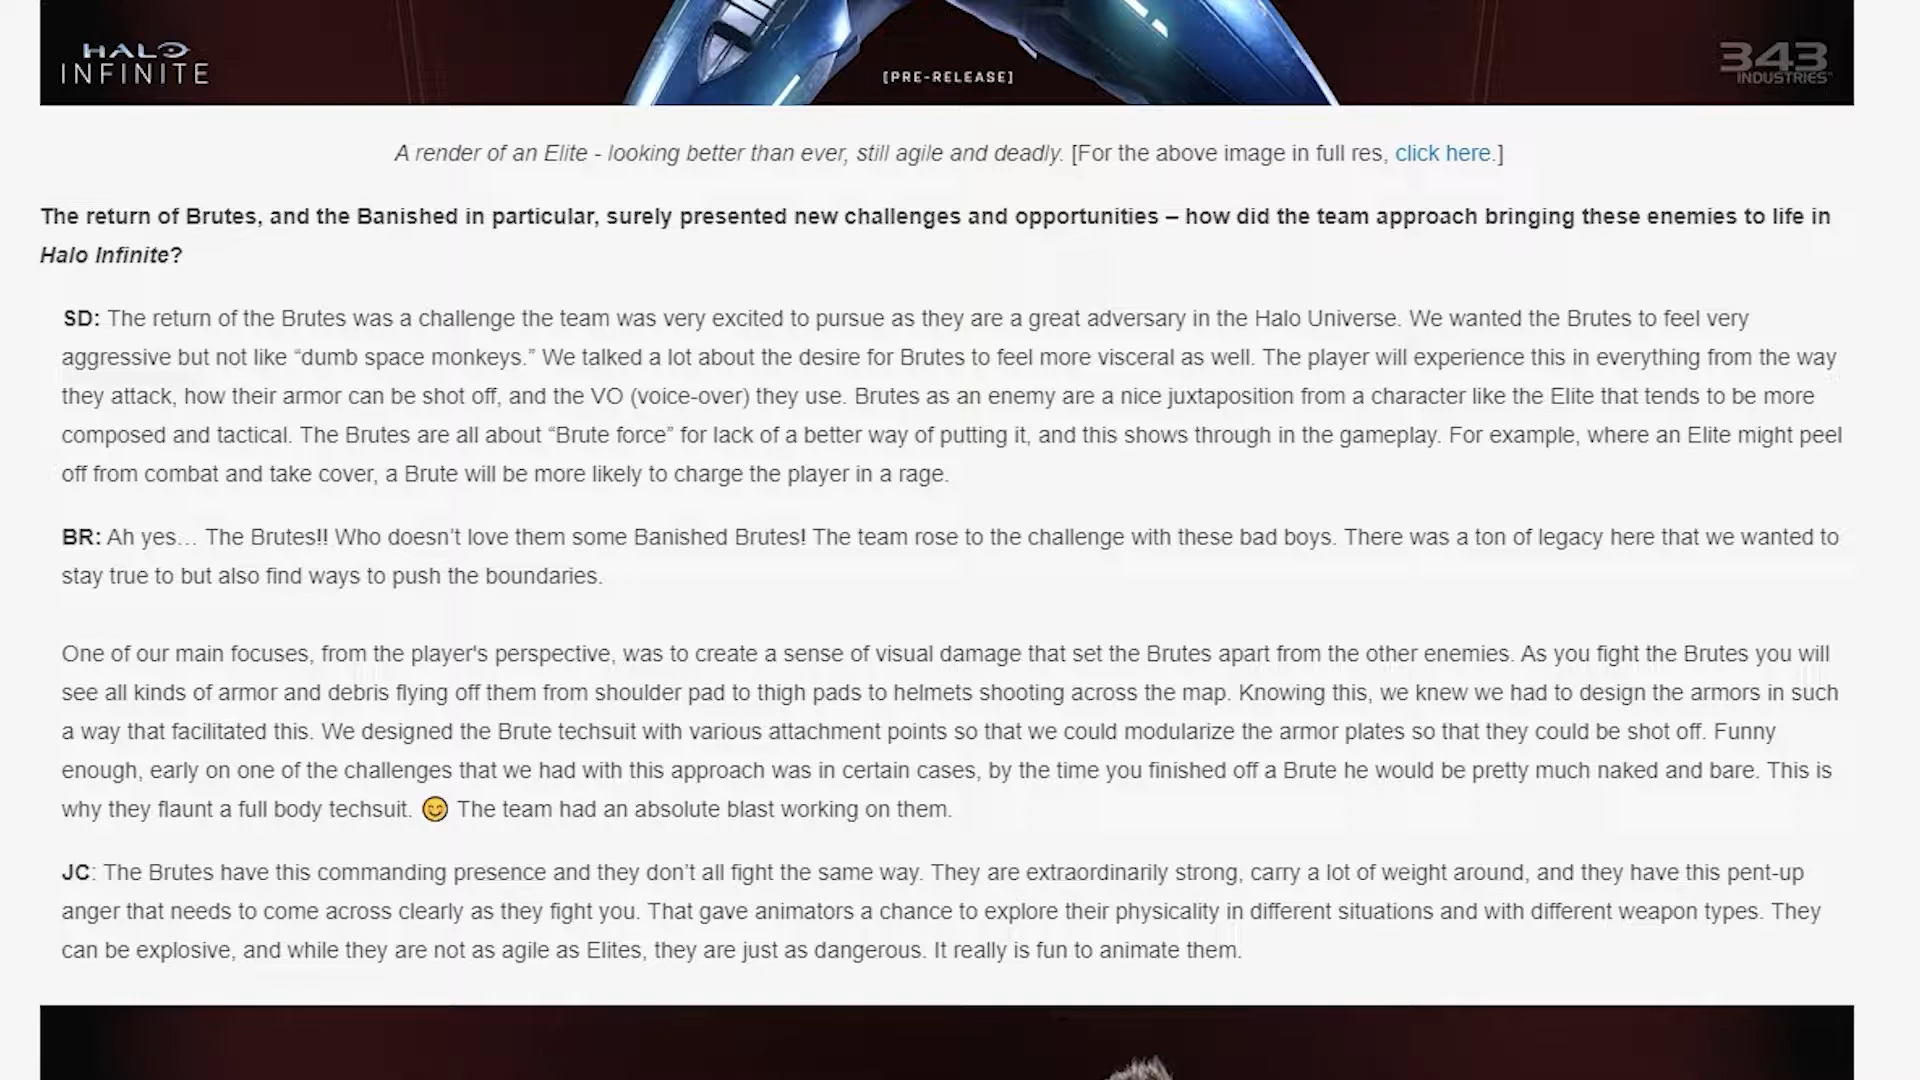 HALO
INFINITE
[PRE-RELEASE]
343
INDUSTRIES
A render of an Elite - looking better than ever, still agile and deadly. [For the above image in full res, click here.]
The return of Brutes, and the Banished in particular, surely presented new challenges and opportunities – how did the team approach bringing these enemies to life in
Halo Infinite?
SD: The return of the Brutes was a challenge the team was very excited to pursue as they are a great adversary in the Halo Universe. We wanted the Brutes to feel very
aggressive but not like “dumb space monkeys.” We talked a lot about the desire for Brutes to feel more visceral as well. The player will experience this in everything from the way
they attack, how their armor can be shot off, and the VO (voice-over) they use. Brutes as an enemy are a nice juxtaposition from a character like the Elite that tends to be more
composed and tactical. The Brutes are all about “Brute force” for lack of a better way of putting it, and this shows through in the gameplay. For example, where an Elite might peel
off from combat and take cover, a Brute will be more likely to charge the player in a rage.
BR: Ah yes… The Brutes!! Who doesn’t love them some Banished Brutes! The team rose to the challenge with these bad boys. There was a ton of legacy here that we wanted to
stay true to but also find ways to push the boundaries.
One of our main focuses, from the player's perspective, was to create a sense of visual damage that set the Brutes apart from the other enemies. As you fight the Brutes you will
see all kinds of armor and debris flying off them from shoulder pad to thigh pads to helmets shooting across the map. Knowing this, we knew we had to design the armors in such
a way that facilitated this. We designed the Brute techsuit with various attachment points so that we could modularize the armor plates so that they could be shot off. Funny
enough, early on one of the challenges that we had with this approach was in certain cases, by the time you finished off a Brute he would be pretty much naked and bare. This is
why they flaunt a full body techsuit. 😊 The team had an absolute blast working on them.
JC: The Brutes have this commanding presence and they don’t all fight the same way. They are extraordinarily strong, carry a lot of weight around, and they have this pent-up
anger that needs to come across clearly as they fight you. That gave animators a chance to explore their physicality in different situations and with different weapon types. They
can be explosive, and while they are not as agile as Elites, they are just as dangerous. It really is fun to animate them.